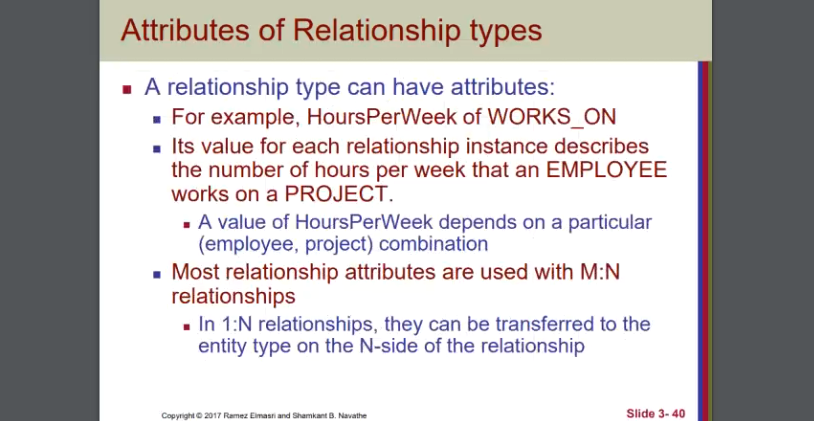 Attributes of Relationship types
A relationship type can have attributes:
For example, HoursPerWeek of WORKS_ON
Its value for each relationship instance describes
the number of hours per week that an EMPLOYEE
works on a PROJECT.
A value of HoursPerWeek depends on a particular
(employee, project) combination
Most relationship attributes are used with M:N
relationships
In 1:N relationships, they can be transferred to the
entity type on the N-side of the relationship
Copyright © 2017 Ramez Elmasri and Shamkant B. Navathe
Slide 3- 40